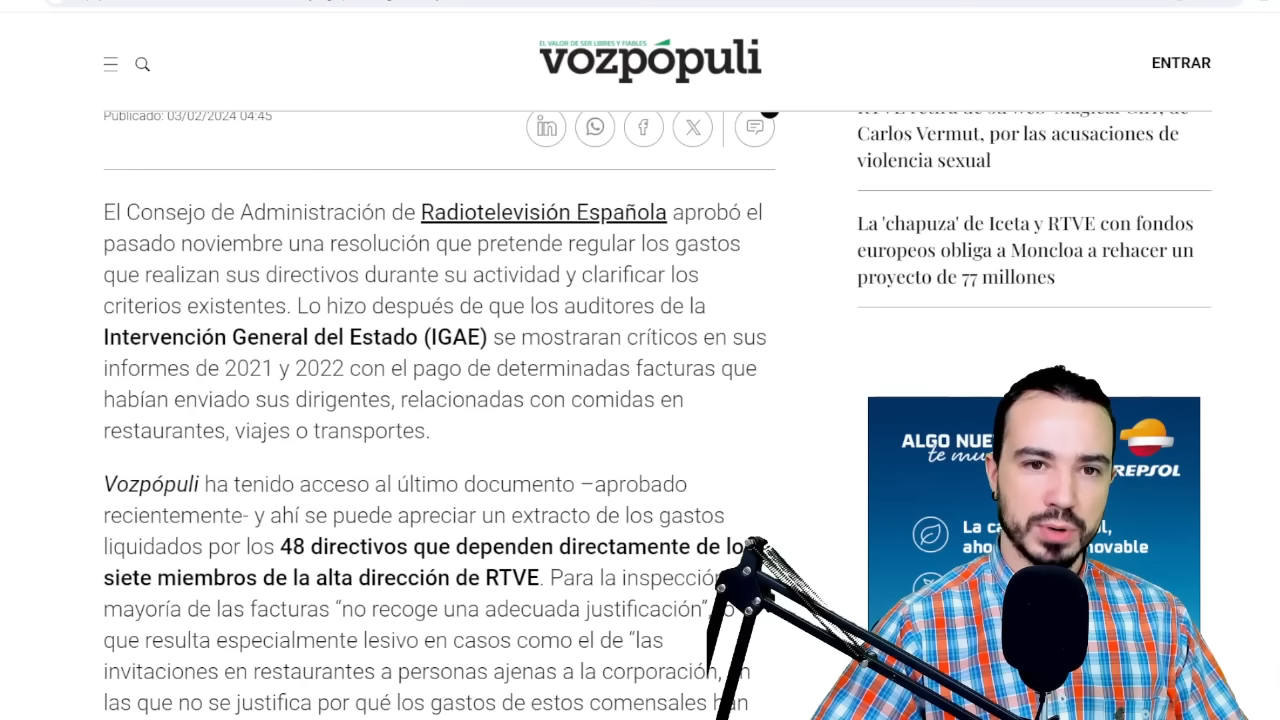 EL VALOR DE SER LIBRES Y FIABLES
vozpópuli
ENTRAR
Publicado: 03/02/2024 04:45
Carlos Vermut, por las acusaciones de
violencia sexual
La 'chapuza' de Iceta y RTVE con fondos
europeos obliga a Moncloa a rehacer un
proyecto de 77 millones
El Consejo de Administración de Radiotelevisión Española aprobó el
pasado noviembre una resolución que pretende regular los gastos
que realizan sus directivos durante su actividad y clarificar los
criterios existentes. Lo hizo después de que los auditores de la
Intervención General del Estado (IGAE) se mostraran críticos en sus
informes de 2021 y 2022 con el pago de determinadas facturas que
habían enviado sus dirigentes, relacionadas con comidas en
restaurantes, viajes o transportes.
Vozpópuli ha tenido acceso al último documento –aprobado
recientemente- y ahí se puede apreciar un extracto de los gastos
liquidados por los 48 directivos que dependen directamente de lo
siete miembros de la alta dirección de RTVE. Para la inspección
mayoría de las facturas “no recoge una adecuada justificación”,
que resulta especialmente lesivo en casos como el de “las
invitaciones en restaurantes a personas ajenas a la corporación,
las que no se justifica por qué los gastos de estos comensales han
ALGO NUE
te mu
REPSOL
La ca
ol,
aho
novable